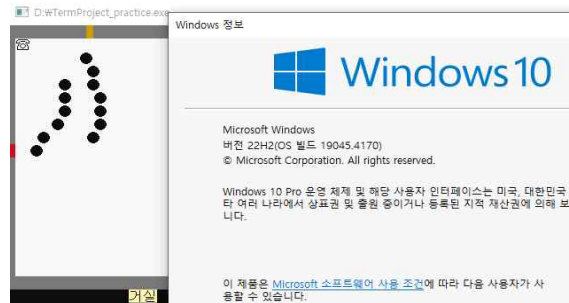 D:₩TermProject_practice.exe
☏
거실
Windows 정보
Windows 10
Microsoft Windows
버전 22H2(OS 빌드 19045.4170)
© Microsoft Corporation. All rights reserved.
Windows 10 Pro 운영 체제 및 해당 사용자 인터페이스는 미국, 대한민국
타 여러 나라에서 상표권 및 출원 중이거나 등록된 지적 재산권에 의해 보
니다.
이 제품은 Microsoft 소프트웨어 사용 조건에 따라 다음 사용자가 사
용할 수 있습니다.